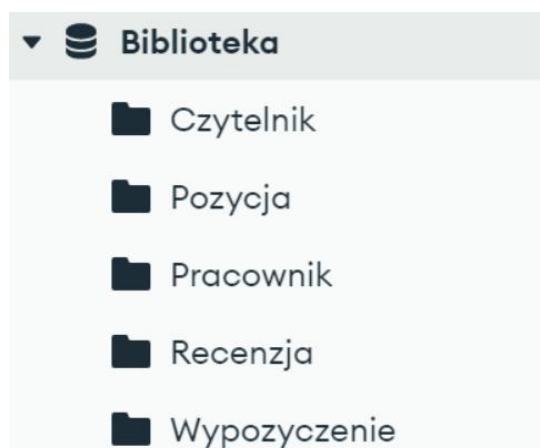 Biblioteka
Czytelnik
Pozycja
Pracownik
Recenzja
Wypozyczenie